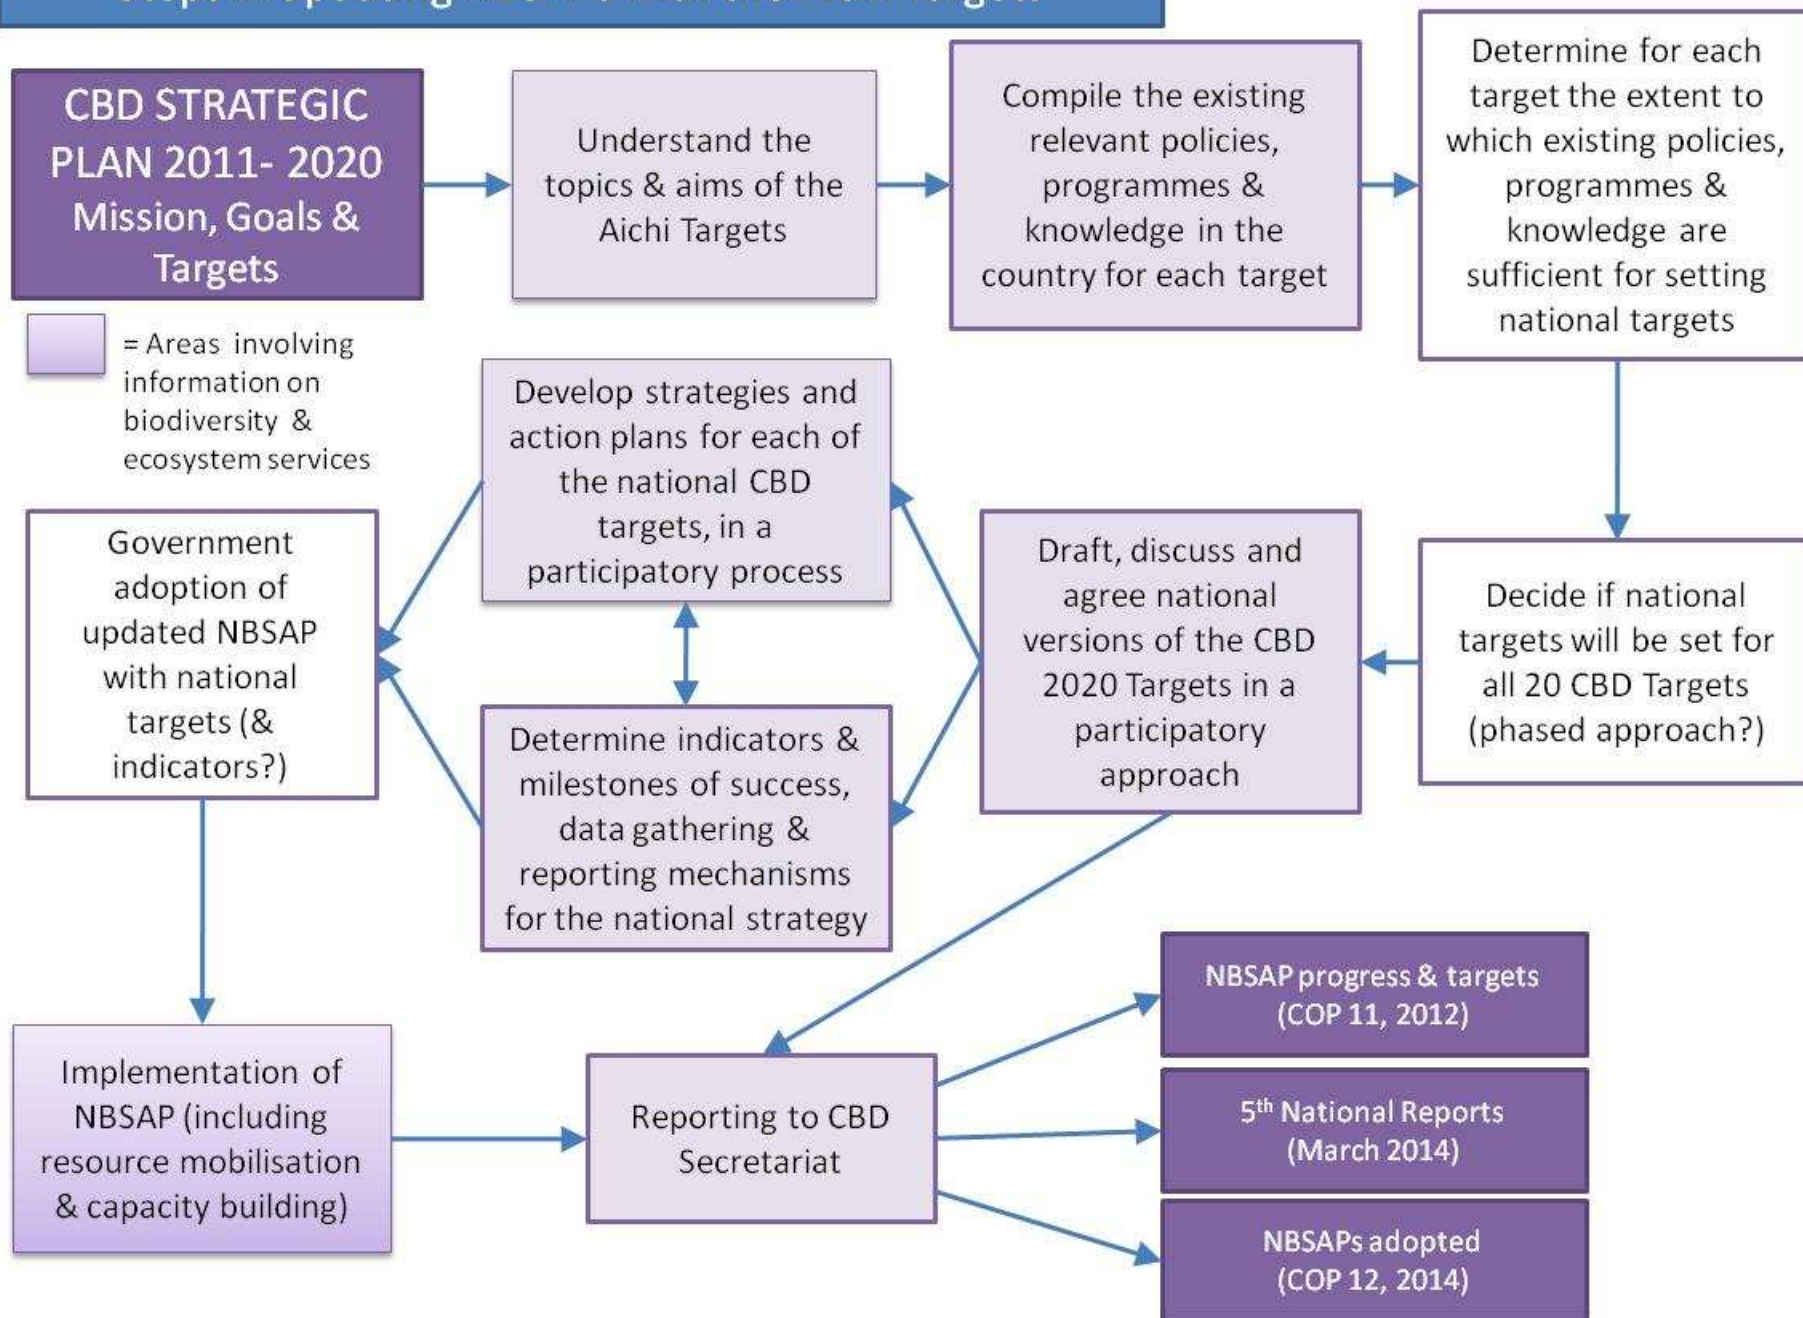 CBD STRATEGIC
PLAN 2011- 2020
Mission, Goals &
Targets
Understand the
topics & aims of the
Aichi Targets
Compile the existing
relevant policies,
programmes &
knowledge in the
country for each target
Determine for each
target the extent to
which existing policies,
programmes &
knowledge are
sufficient for setting
national targets
= Areas involving
information on
biodiversity &
ecosystem services
Decide if national
targets will be set for
all 20 CBD Targets
(phased approach?)
Draft, discuss and
agree national
versions of the CBD
2020 Targets in a
participatory
approach
Develop strategies and
action plans for each of
the national CBD
targets, in a
participatory process
Determine indicators &
milestones of success,
data gathering &
reporting mechanisms
for the national strategy
Government
adoption of
updated NBSAP
with national
targets (&
indicators?)
Implementation of
NBSAP (including
resource mobilisation
& capacity building)
Reporting to CBD
Secretariat
NBSAP progress & targets
(COP 11, 2012)
5th National Reports
(March 2014)
NBSAPs adopted
(COP 12, 2014)